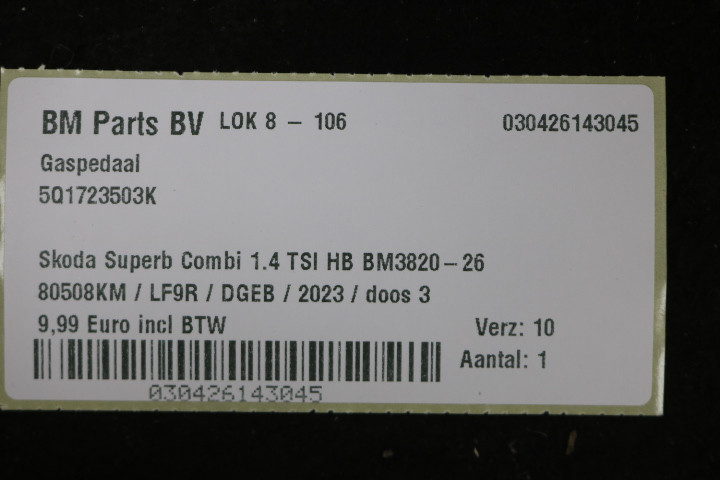 BM Parts BV LOK 8 – 106 030426143045
Gaspedaal
5Q1723503K
Skoda Superb Combi 1.4 TSI HB BM3820–26
80508KM / LF9R / DGEB / 2023 / doos 3
9,99 Euro incl BTW Verz: 10
Aantal: 1
030426143045